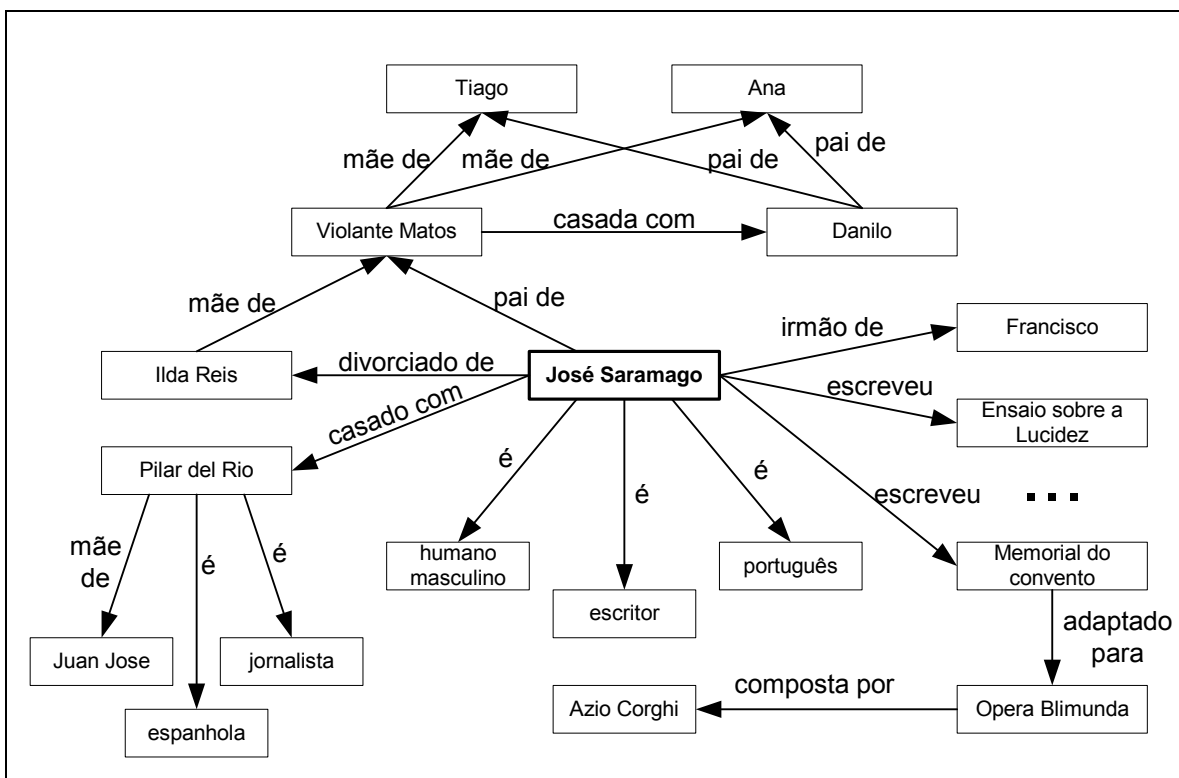 Tiago
Ana
mãe de
mãe de
pai de
pai de
Violante Matos
casada com
Danilo
mãe de
pai de
irmão de
Francisco
Ilda Reis
divorciado de
José Saramago
escreveu
Ensaio sobre a
Lucidez
casado com
Pilar del Rio
é
é
é
escreveu
...
mãe
de
é
é
humano
masculino
escritor
português
Memorial do
convento
adaptado
para
Juan Jose
jornalista
espanhola
Azio Corghi
composta por
Opera Blimunda